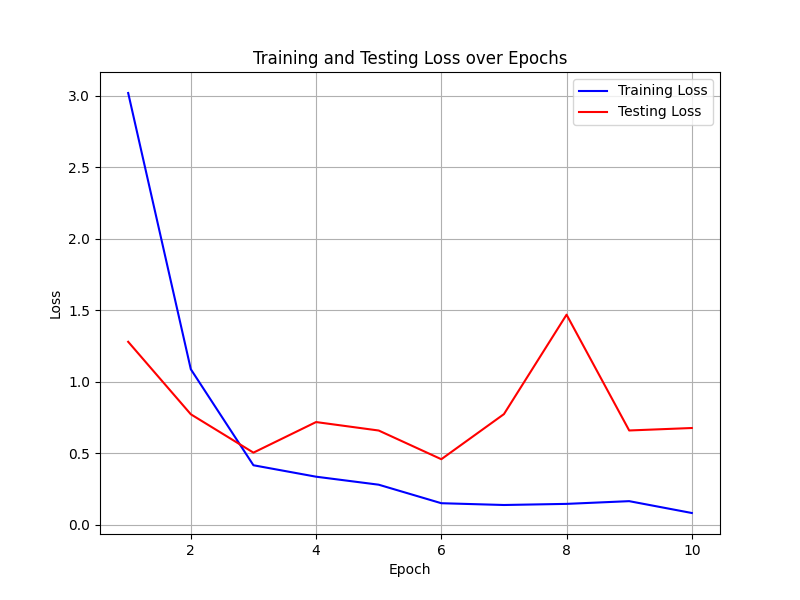 Training and Testing Loss over Epochs
Training Loss
Testing Loss
3.0
2.5
2.0
1.5
1.0
0.5
0.0
Loss
2 4 6 8 10
Epoch